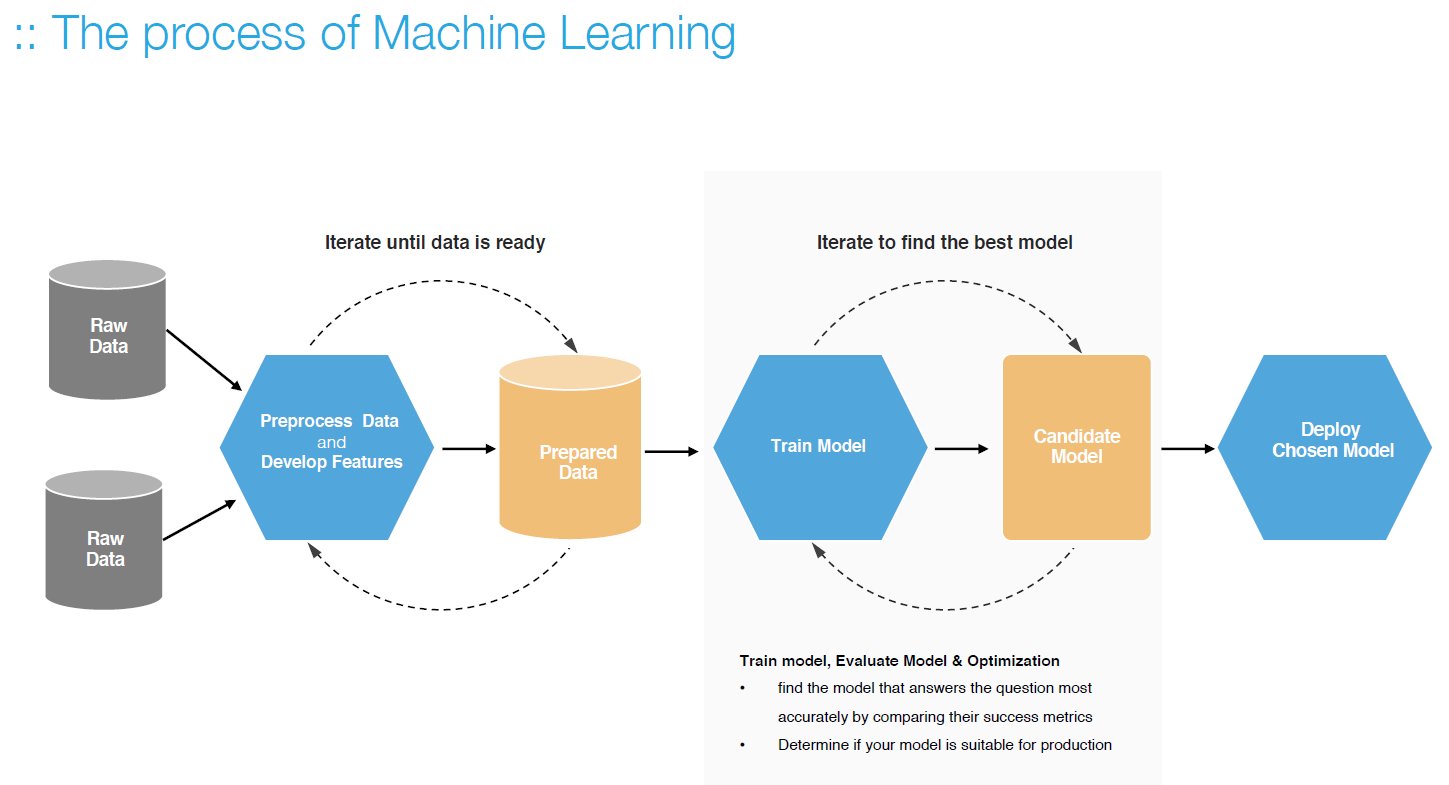 :: The process of Machine Learning
Iterate until data is ready
Iterate to find the best model
Raw
Data
Raw
Data
Preprocess Data
and
Develop Features
Prepared
Data
Train Model
Candidate
Model
Deploy
Chosen Model
Train model, Evaluate Model & Optimization
• find the model that answers the question most
accurately by comparing their success metrics
• Determine if your model is suitable for production